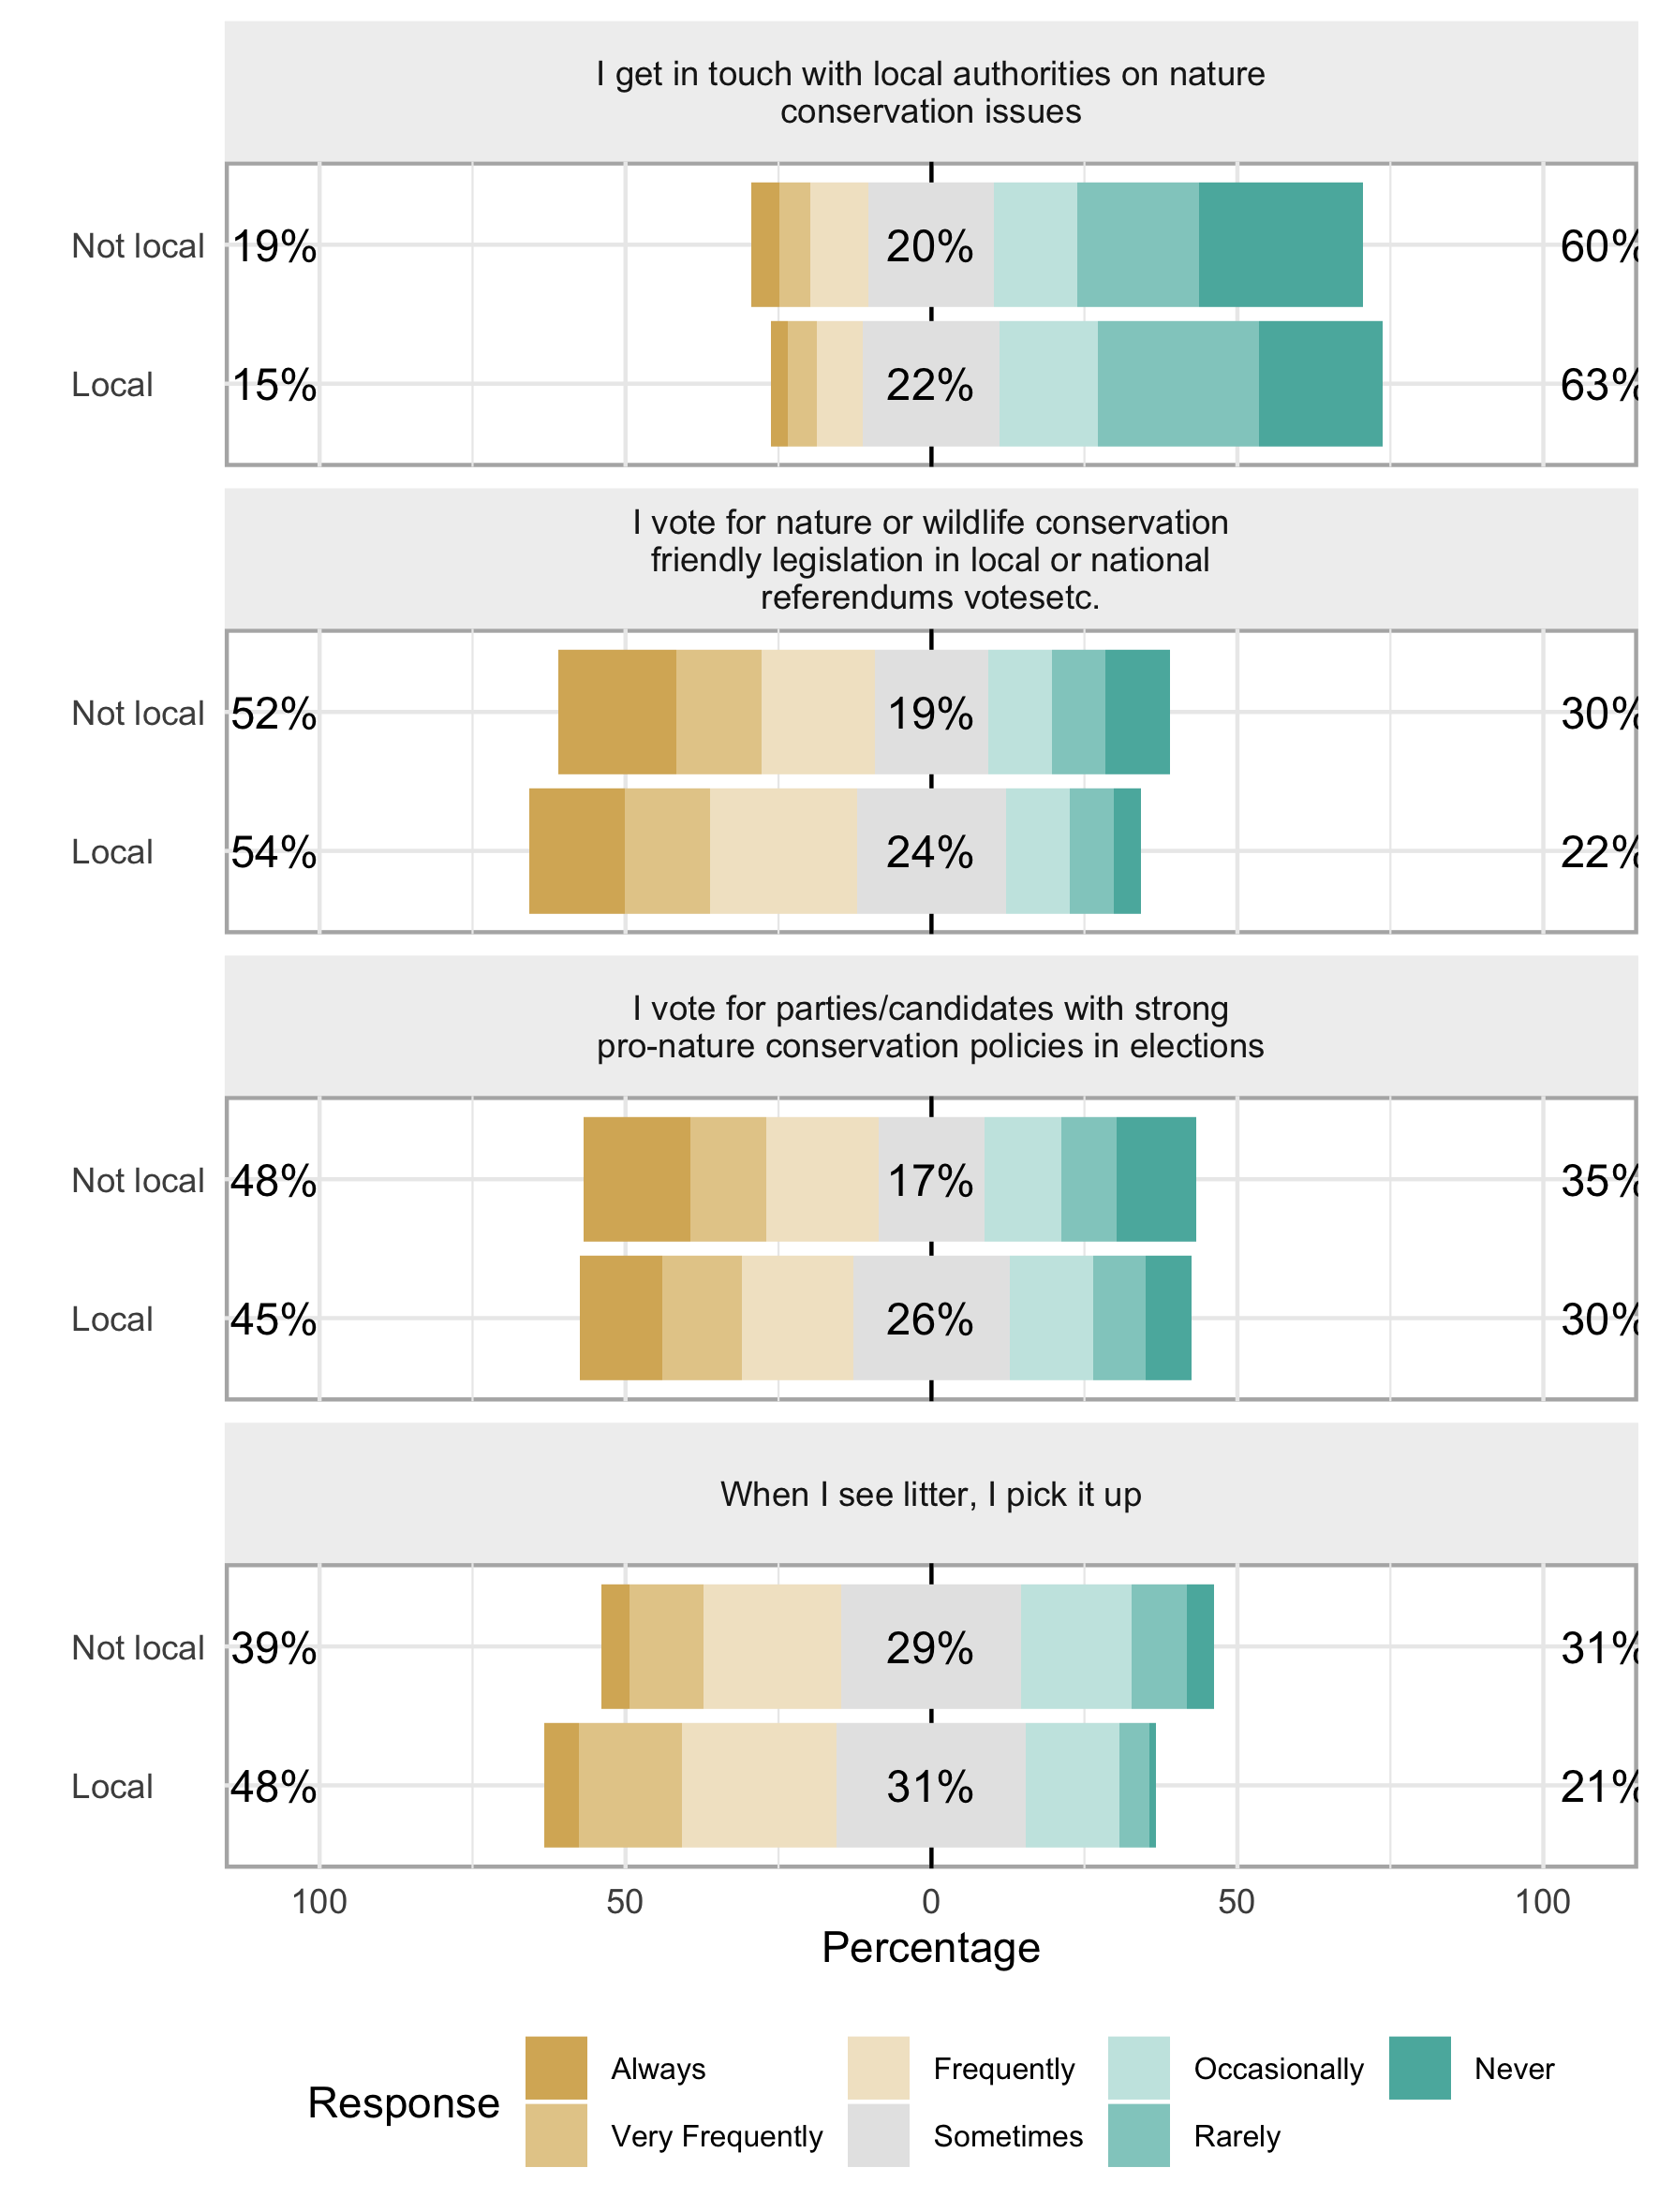 I get in touch with local authorities on nature
conservation issues
Not local 19% 20% 60%
Local 15% 22% 63%
I vote for nature or wildlife conservation
friendly legislation in local or national
referendums votesetc.
Not local 52% 19% 30%
Local 54% 24% 22%
I vote for parties/candidates with strong
pro-nature conservation policies in elections
Not local 48% 17% 35%
Local 45% 26% 30%
When I see litter, I pick it up
Not local 39% 29% 31%
Local 48% 31% 21%
100 50 0 50 100
Percentage
Response
Always Frequently Occasionally Never
Very Frequently Sometimes Rarely